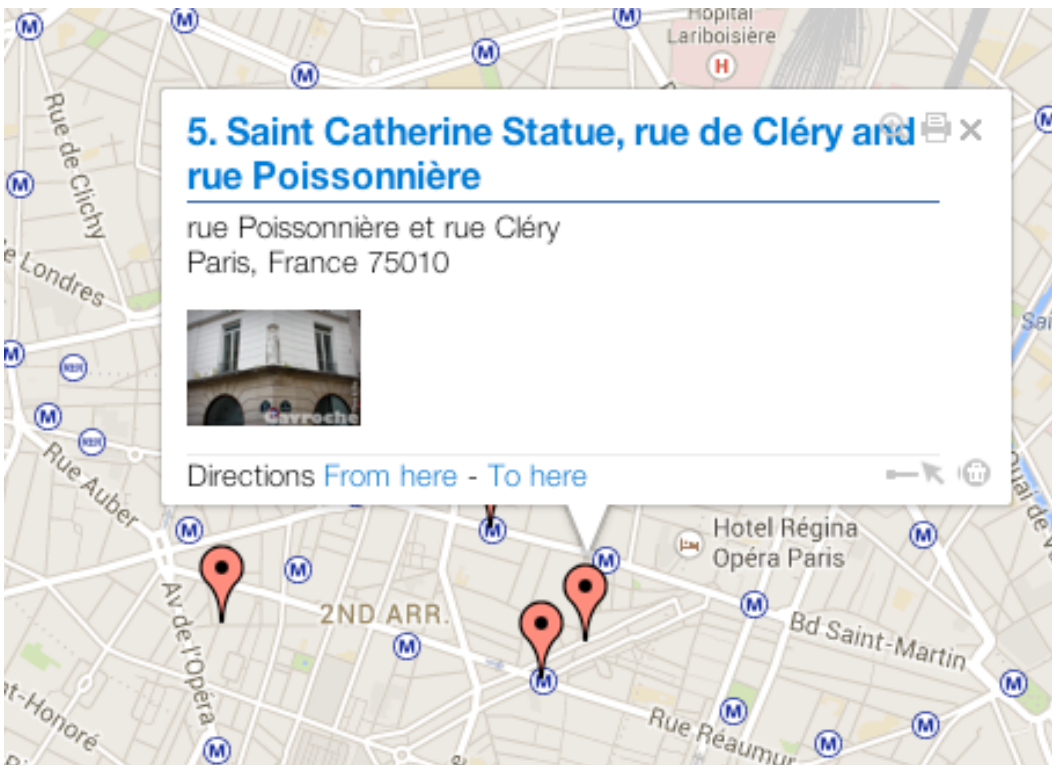 Hôpital
Lariboisière
M
M
M
M
M
H
M
M
5. Saint Catherine Statue, rue de Cléry and
rue Poissonnière
rue Poissonnière et rue Cléry
Paris, France 75010
Gavroche
Directions From here - To here
Rue de Clichy
Londres
M
RER
M
RER
Rue Auber
M
M
M
M
M
Hotel Régina
Opéra Paris
M
2ND ARR.
M
Av de l'Opéra
M
Bd Saint-Martin
M
M
Rue Réaumur
M
M
M
t-Honoré
M